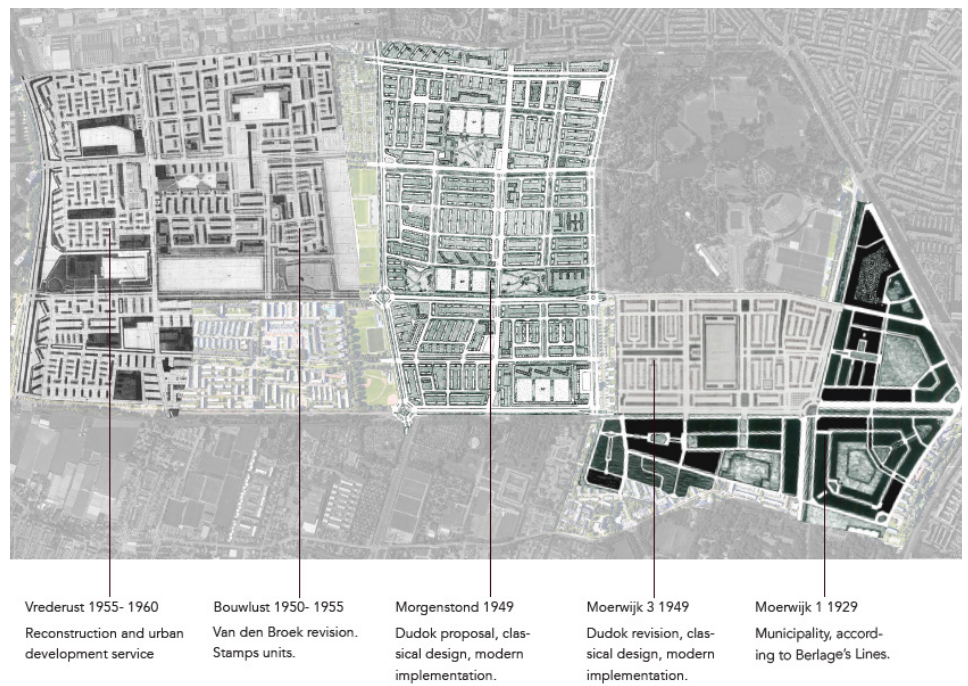 Vrederust 1955- 1960
Reconstruction and urban
development service
Bouwlust 1950- 1955
Van den Broek revision.
Stamps units.
Morgenstond 1949
Dudok proposal, clas-
sical design, modern
implementation.
Moerwijk 3 1949
Dudok revision, clas-
sical design, modern
implementation.
Moerwijk 1 1929
Municipality, accord-
ing to Berlage's Lines.